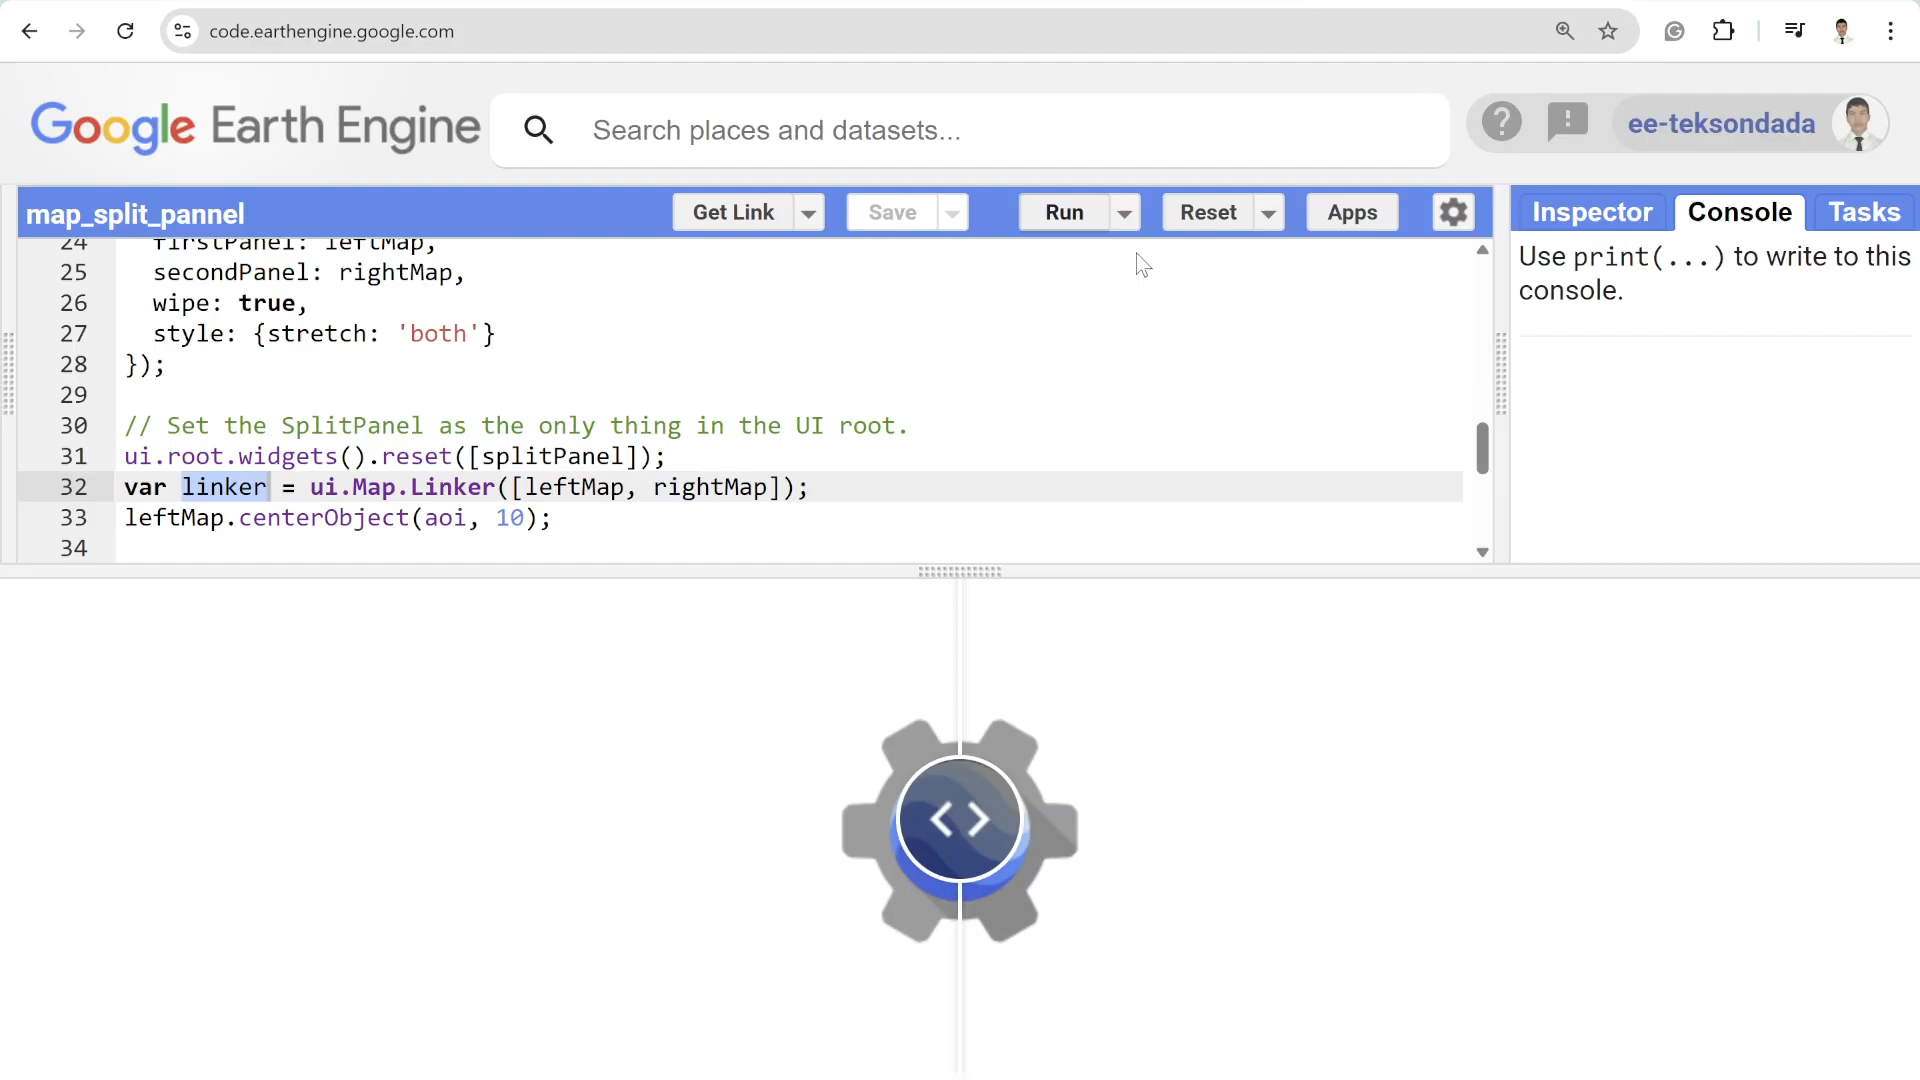 code.earthengine.google.com
Google Earth Engine
Search places and datasets...
ee-teksondada
map_split_pannel
Get Link
Save
Run
Reset
Apps
Inspector
Console
Tasks
24 firstPanel: leftMap,
25 secondPanel: rightMap,
26 wipe: true,
27 style: {stretch: 'both'}
28 });
29
30 // Set the SplitPanel as the only thing in the UI root.
31 ui.root.widgets().reset([splitPanel]);
32 var linker = ui.Map.Linker([leftMap, rightMap]);
33 leftMap.centerObject(aoi, 10);
34
Use print(...) to write to this
console.